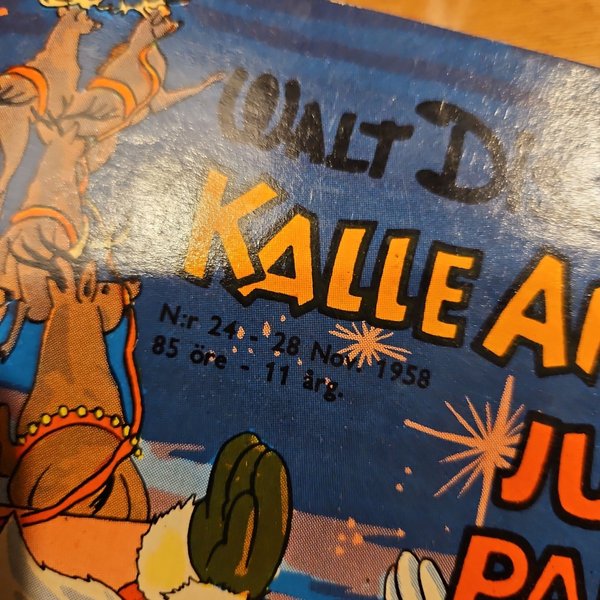 WALT D
KALLE A
N:r 24 - 28 Nov. 1958
85 öre - 11 årg.
JU
PA